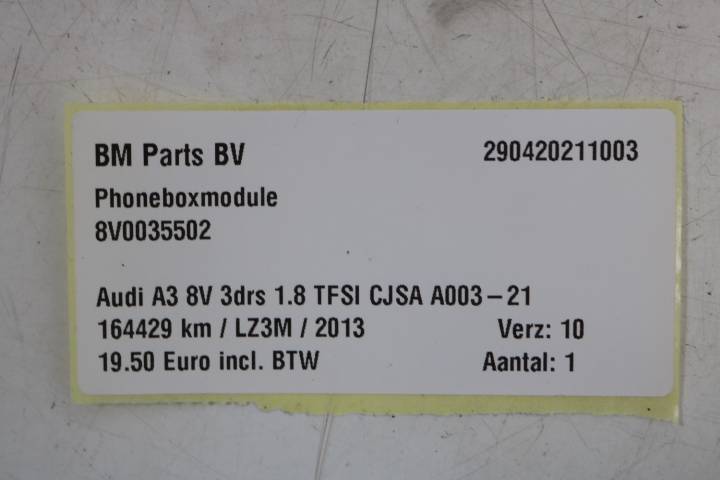 BM Parts BV 290420211003
Phoneboxmodule
8V0035502
Audi A3 8V 3drs 1.8 TFSI CJSA A003-21
164429 km / LZ3M / 2013 Verz: 10
19.50 Euro incl. BTW Aantal: 1